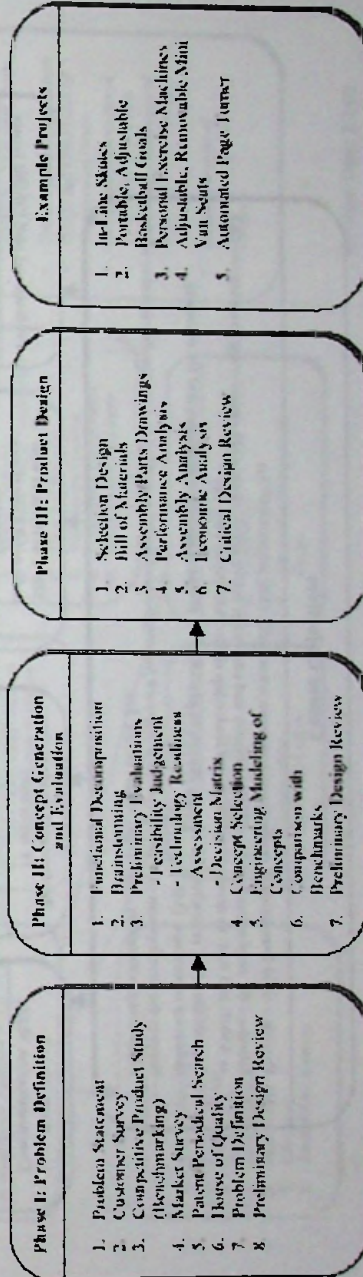 Phase I: Problem Definition
1. Problem Statement
2. Customer Survey
3. Competitive Product Study
(Benchmarking)
4. Market Survey
5. Patent Periodical Search
6. House of Quality
7. Problem Definition
8. Preliminary Design Review
Phase II: Concept Generation
and Evaluation
1. Functional Decomposition
2. Brainstorming
3. Preliminary Evaluations
- Feasibility Judgement
- Technology Readiness
Assessment
- Decision Matrix
4. Concept Selection
5. Engineering Modeling of
Concepts
6. Comparison with
Benchmarks
7. Preliminary Design Review
Phase III: Product Design
1. Selection Design
2. Bill of Materials
3. Assembly Parts Drawings
4. Performance Analysis
5. Assembly Analysis
6. Economic Analysis
7. Critical Design Review
Example Projects
1. In-Line Skates
2. Portable, Adjustable
Basketball Goals
3. Personal Exercise Machines
4. Adjustable, Removable Mini
Van Seats
5. Automated Page Turner